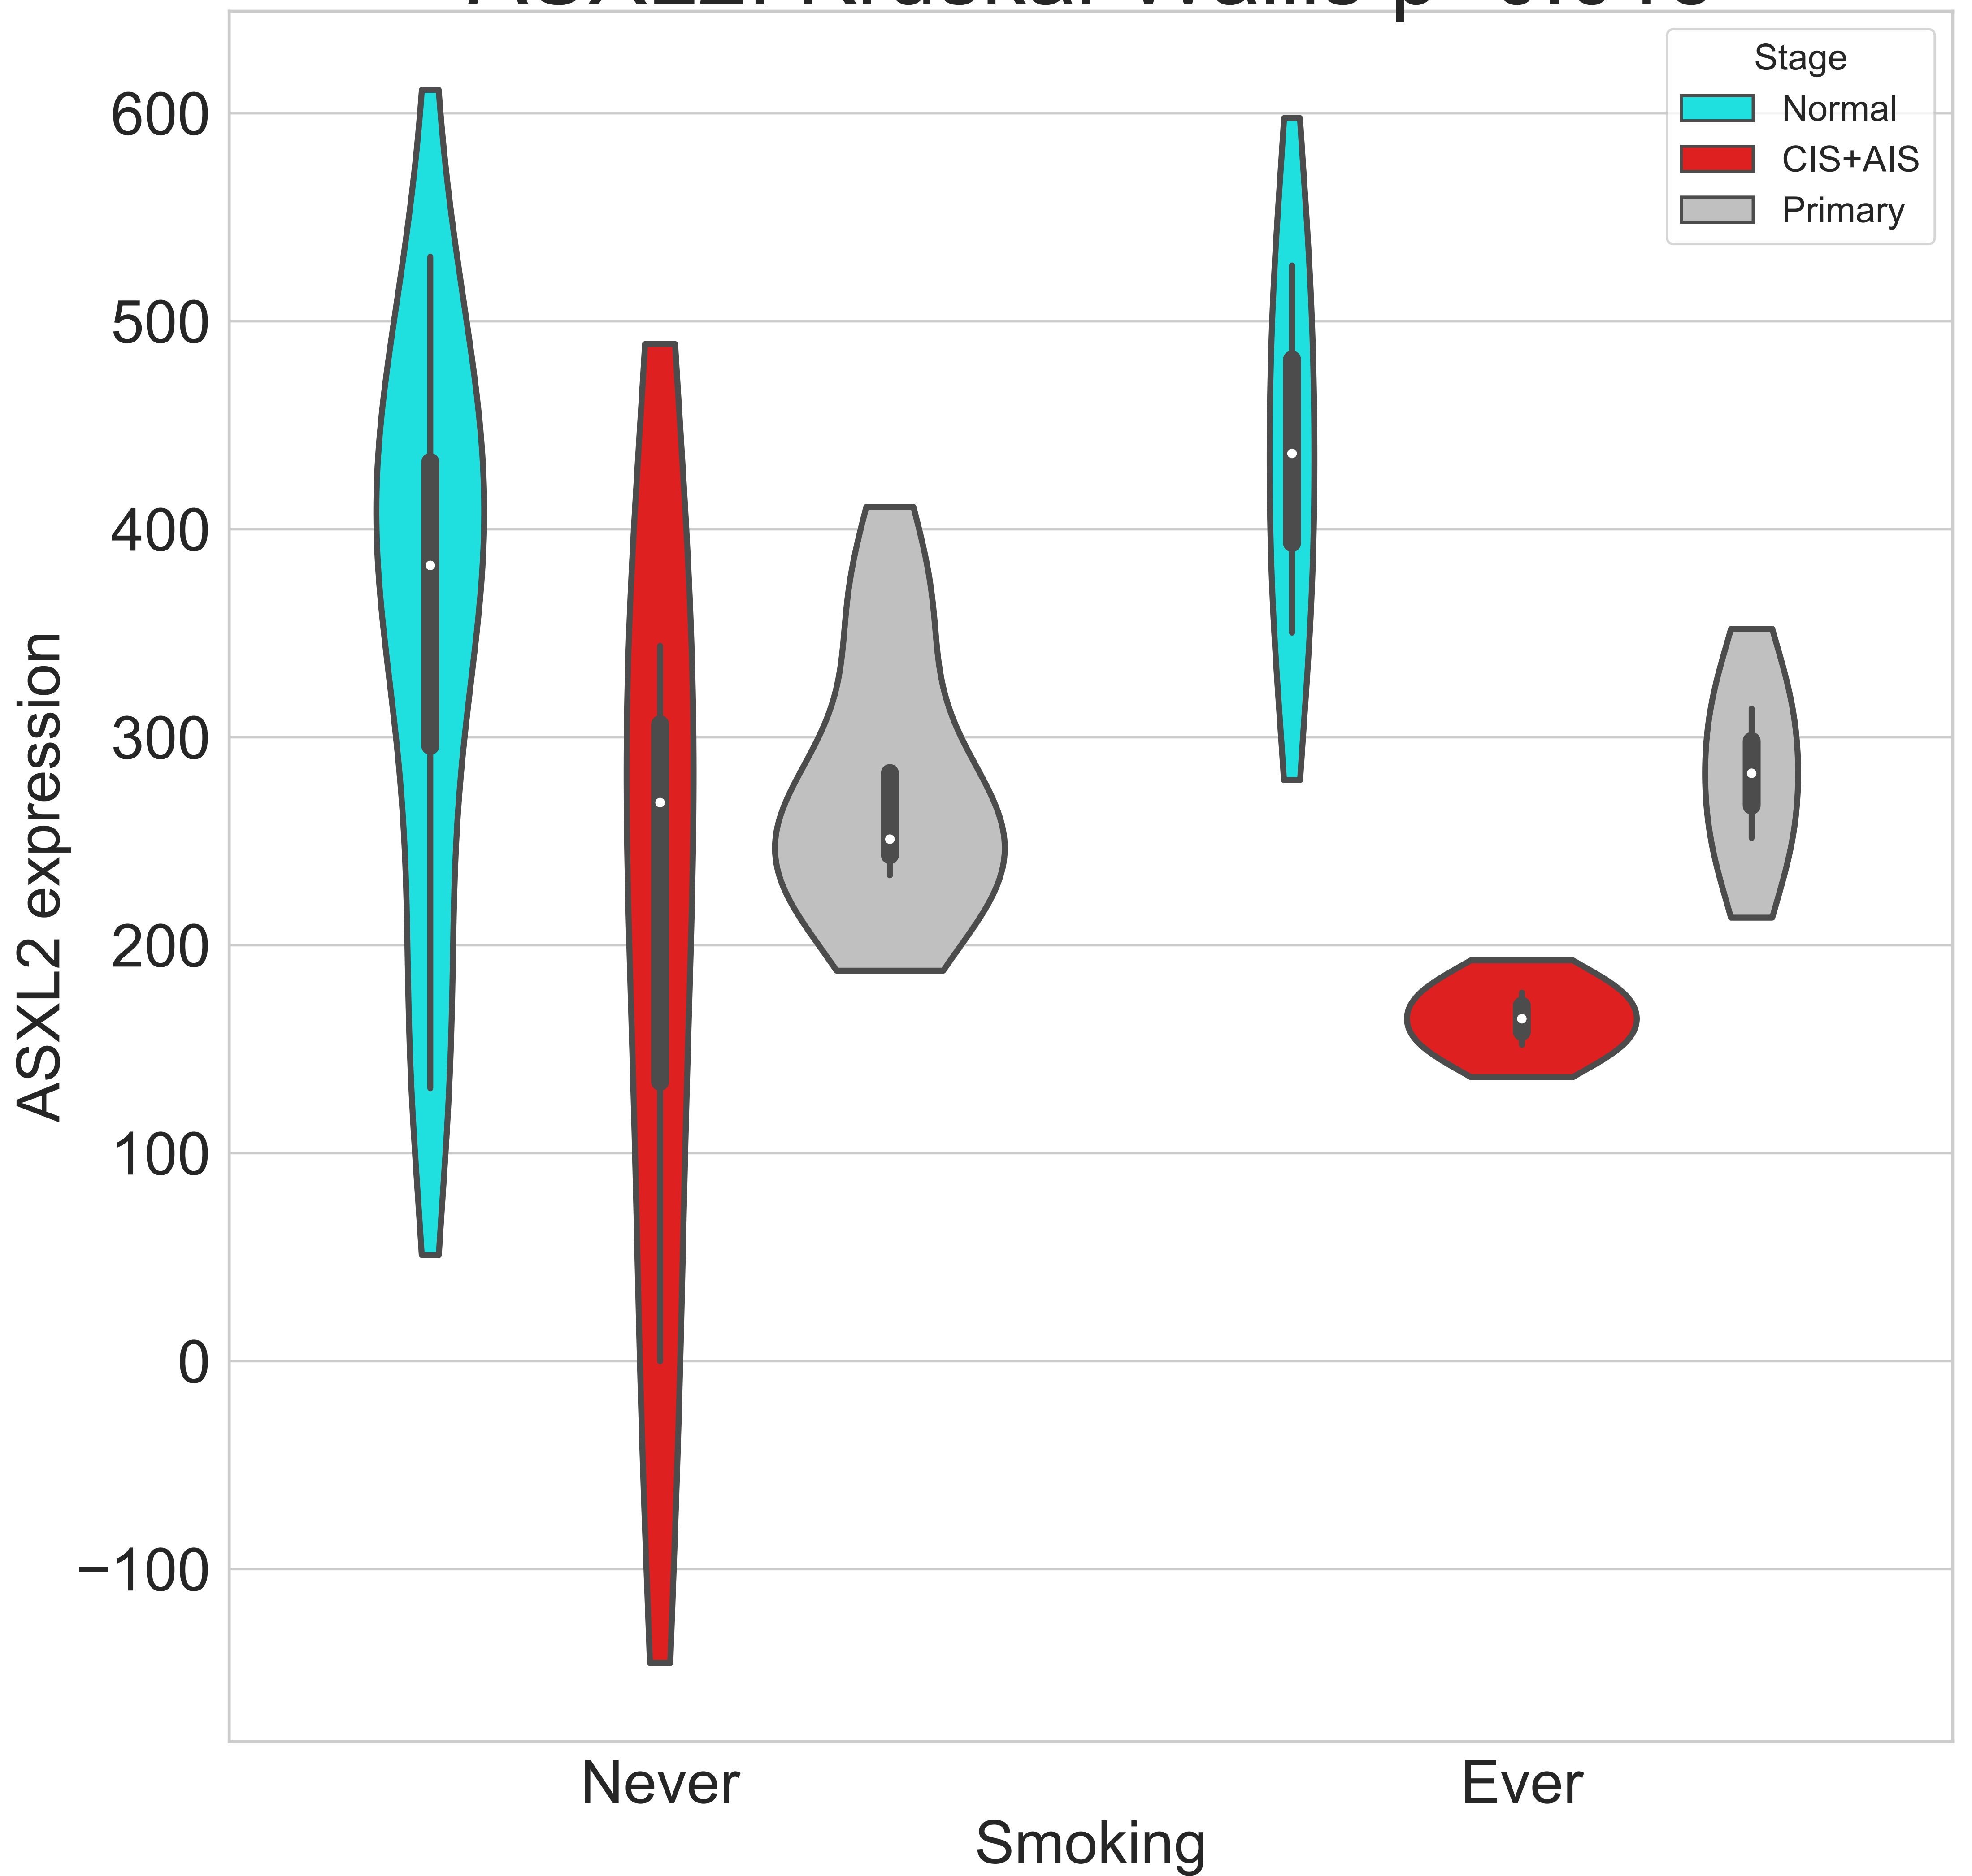 Stage
Normal
CIS+AIS
Primary
600
500
400
300
200
100
0
−100
ASXL2 expression
Never
Ever
Smoking